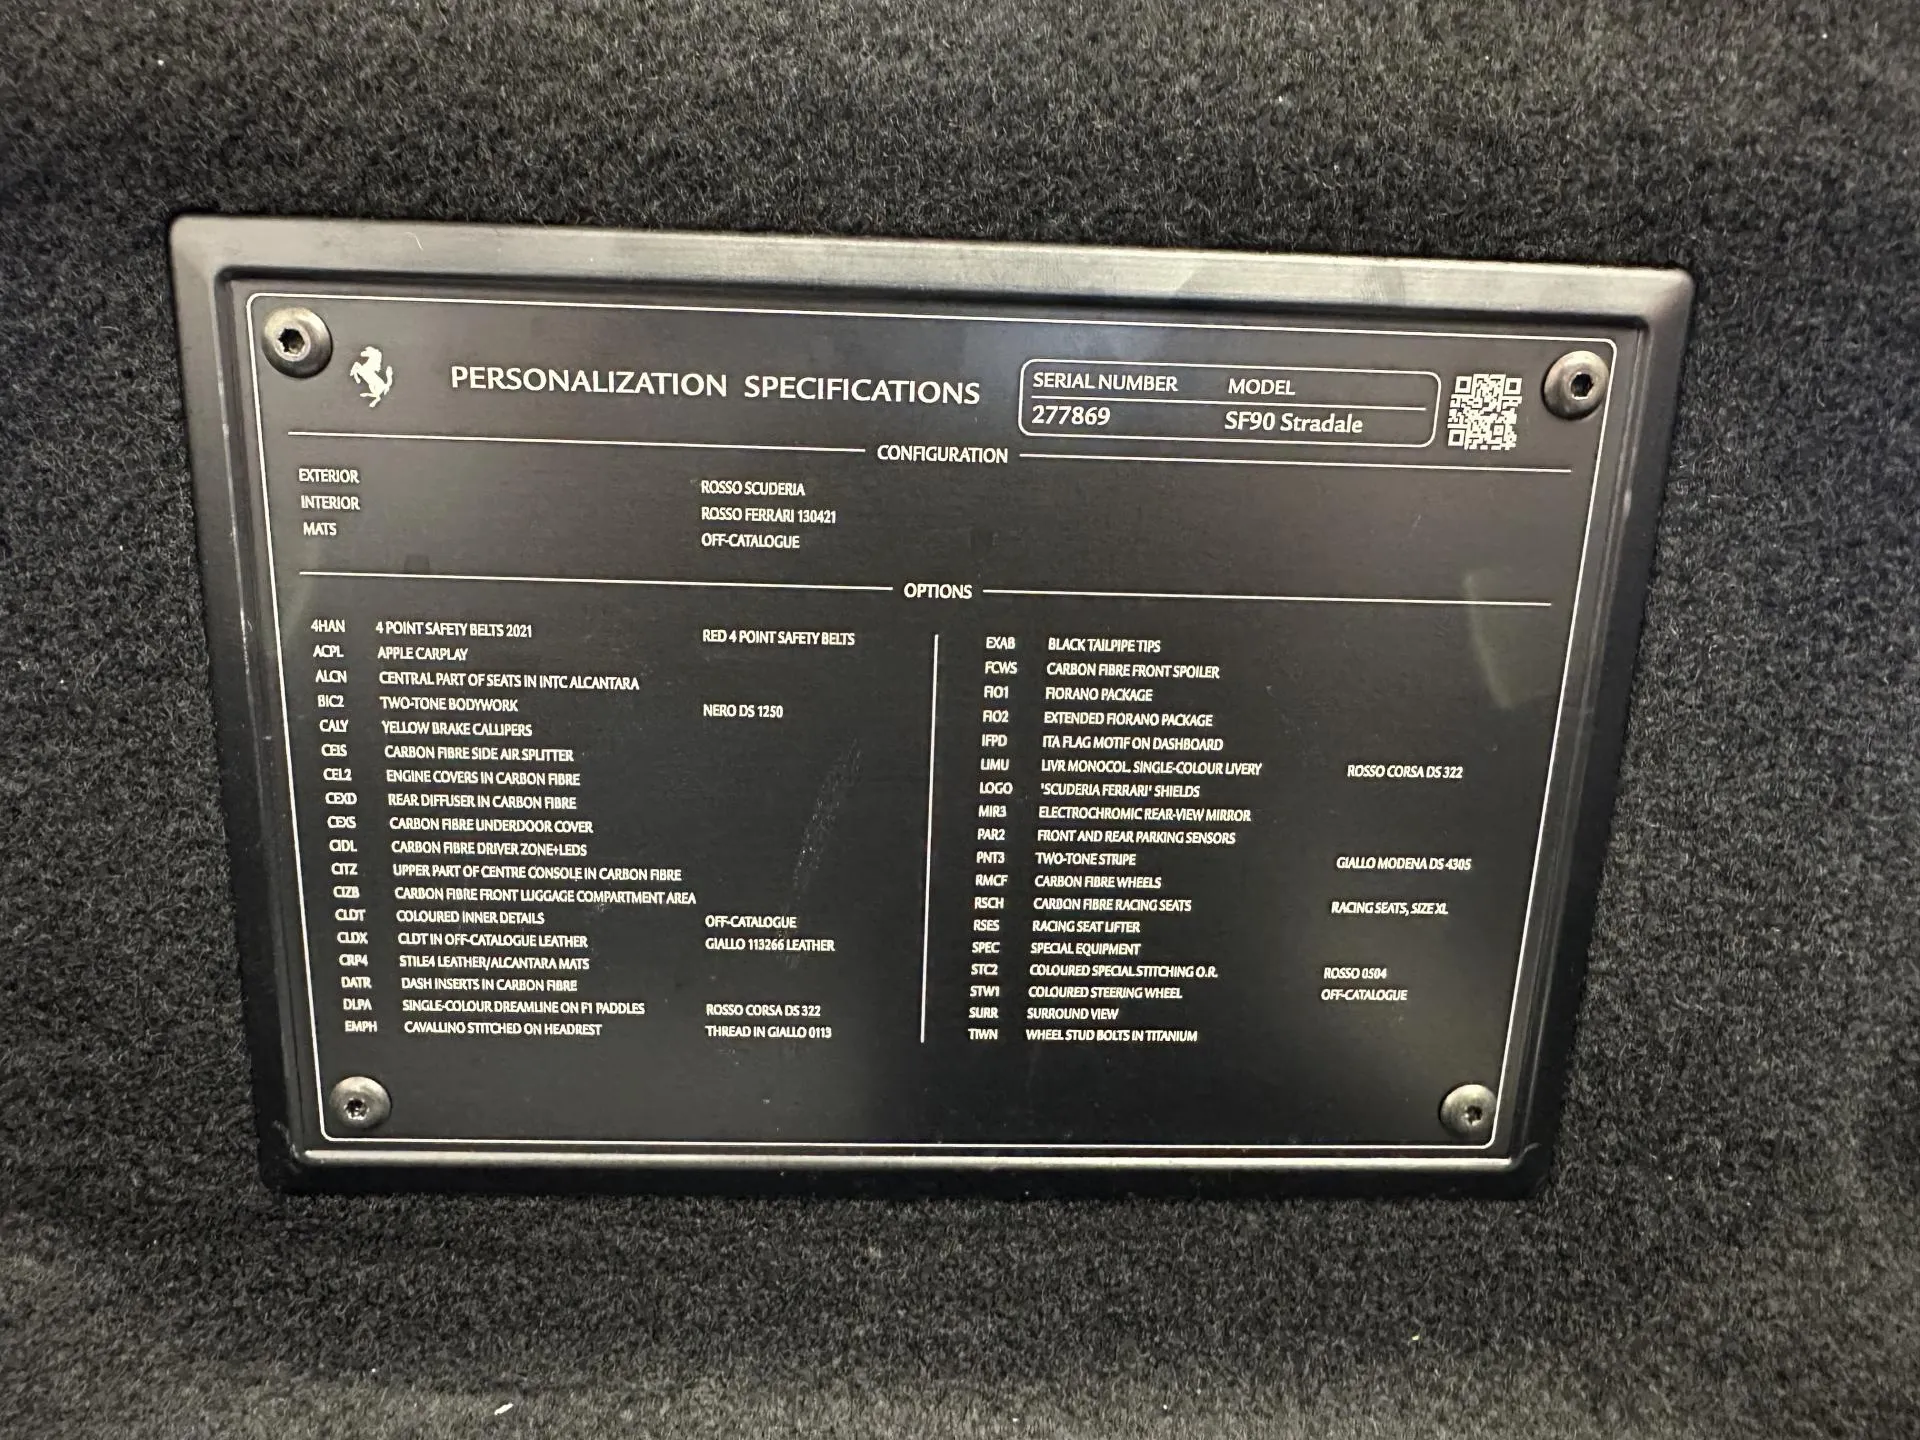 PERSONALIZATION SPECIFICATIONS
SERIAL NUMBER MODEL
277869 SF90 Stradale
CONFIGURATION
EXTERIOR ROSSO SCUDERIA
INTERIOR ROSSO FERRARI 130421
MATS OFF-CATALOGUE
OPTIONS
4HAN 4 POINT SAFETY BELTS 2021 RED 4 POINT SAFETY BELTS
ACPL APPLE CARPLAY
ALCN CENTRAL PART OF SEATS IN INTC ALCANTARA
BIC2 TWO-TONE BODYWORK NERO DS 1250
CALY YELLOW BRAKE CALLIPERS
CEIS CARBON FIBRE SIDE AIR SPLITTER
CEL2 ENGINE COVERS IN CARBON FIBRE
CEXD REAR DIFFUSER IN CARBON FIBRE
CEXS CARBON FIBRE UNDERDOOR COVER
CIDL CARBON FIBRE DRIVER ZONE+LEDS
CITZ UPPER PART OF CENTRE CONSOLE IN CARBON FIBRE
CIZB CARBON FIBRE FRONT LUGGAGE COMPARTMENT AREA
CLDT COLOURED INNER DETAILS OFF-CATALOGUE
CLDX CLDT IN OFF-CATALOGUE LEATHER GIALLO 113266 LEATHER
CRP4 STILE4 LEATHER/ALCANTARA MATS
DATR DASH INSERTS IN CARBON FIBRE
DLPA SINGLE-COLOUR DREAMLINE ON F1 PADDLES ROSSO CORSA DS 322
EMPH CAVALLINO STITCHED ON HEADREST THREAD IN GIALLO 0113
EXAB BLACK TAILPIPE TIPS
FCWS CARBON FIBRE FRONT SPOILER
FIO1 FIORANO PACKAGE
FIO2 EXTENDED FIORANO PACKAGE
IFPD ITA FLAG MOTIF ON DASHBOARD
LIMU LIVR MONOCOL. SINGLE-COLOUR LIVERY ROSSO CORSA DS 322
LOGO 'SCUDERIA FERRARI' SHIELDS
MIR3 ELECTROCHROMIC REAR-VIEW MIRROR
PAR2 FRONT AND REAR PARKING SENSORS
PNT3 TWO-TONE STRIPE GIALLO MODENA DS 4305
RMCF CARBON FIBRE WHEELS
RSCH CARBON FIBRE RACING SEATS RACING SEATS, SIZE XL
RSES RACING SEAT LIFTER
SPEC SPECIAL EQUIPMENT
STC2 COLOURED SPECIAL STITCHING O.R. ROSSO 0504
STW1 COLOURED STEERING WHEEL OFF-CATALOGUE
SURR SURROUND VIEW
TIWN WHEEL STUD BOLTS IN TITANIUM